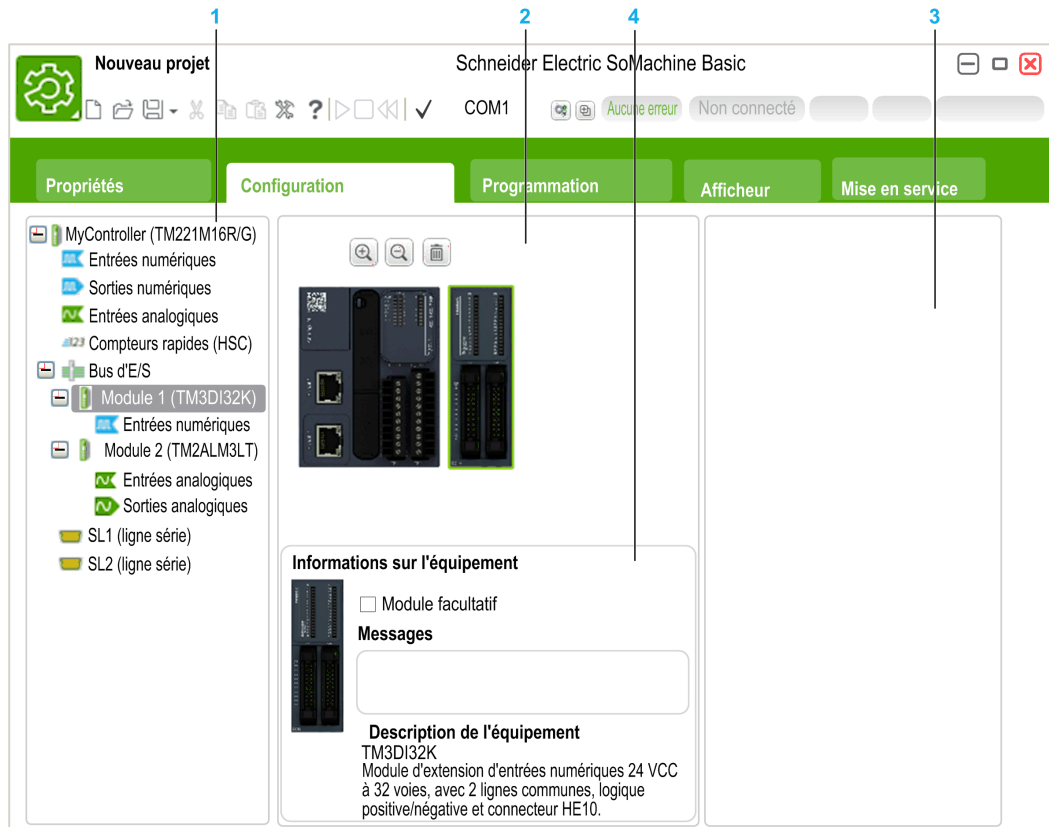 1 2 4 3
Nouveau projet
Schneider Electric SoMachine Basic
?
COM1
Aucune erreur
Non connecté
Propriétés
Configuration
Programmation
Afficheur
Mise en service
MyController (TM221M16R/G)
Entrées numériques
Sorties numériques
Entrées analogiques
123 Compteurs rapides (HSC)
Bus d'E/S
Module 1 (TM3DI32K)
Entrées numériques
Module 2 (TM2ALM3LT)
Entrées analogiques
Sorties analogiques
SL1 (ligne série)
SL2 (ligne série)
Informations sur l'équipement
Module facultatif
Messages
Description de l'équipement
TM3DI32K
Module d'extension d'entrées numériques 24 VCC
à 32 voies, avec 2 lignes communes, logique
positive/négative et connecteur HE10.